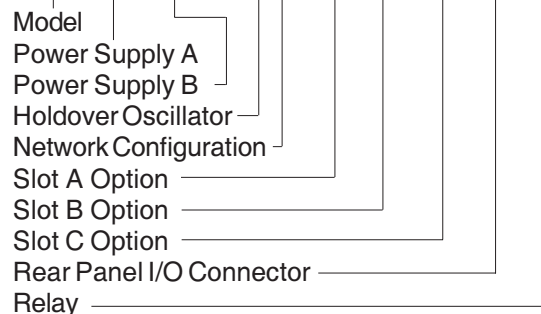 Model
Power Supply A
Power Supply B
Holdover Oscillator
Network Configuration
Slot A Option
Slot B Option
Slot C Option
Rear Panel I/O Connector
Relay